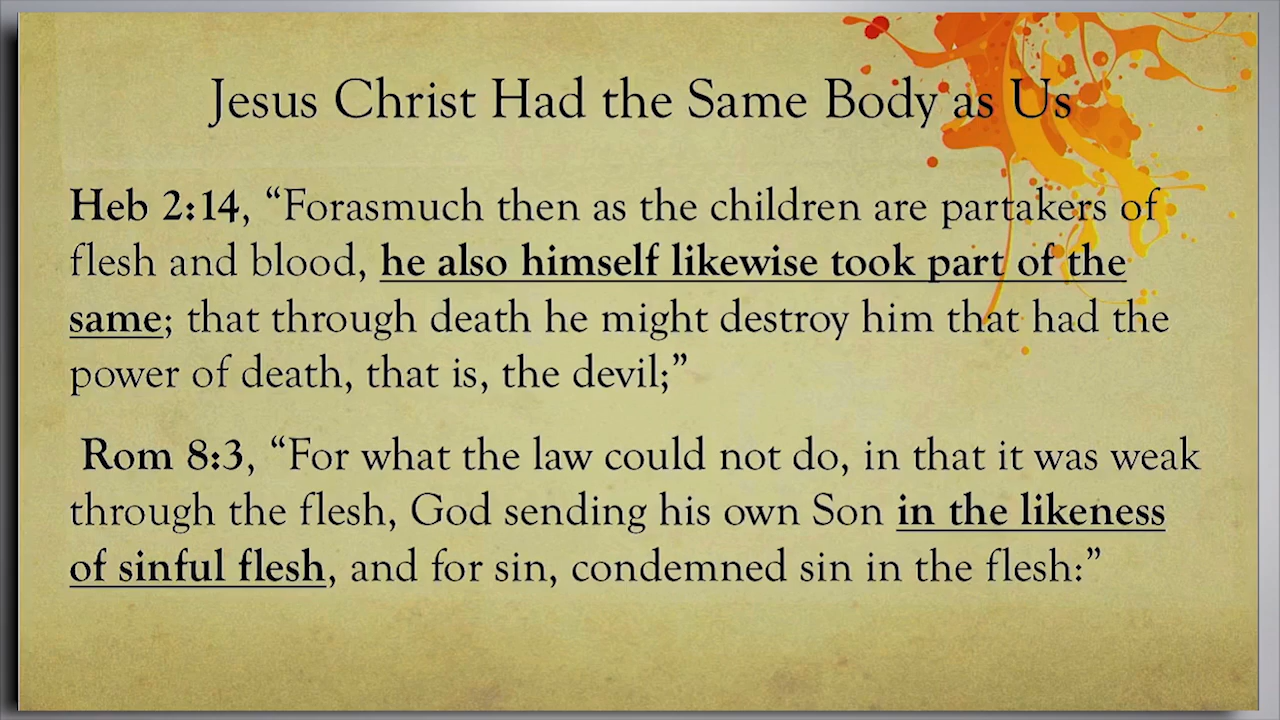 Jesus Christ Had the Same Body as Us
Heb 2:14, “Forasmuch then as the children are partakers of
flesh and blood, he also himself likewise took part of the
same; that through death he might destroy him that had the
power of death, that is, the devil;”
Rom 8:3, “For what the law could not do, in that it was weak
through the flesh, God sending his own Son in the likeness
of sinful flesh, and for sin, condemned sin in the flesh:”